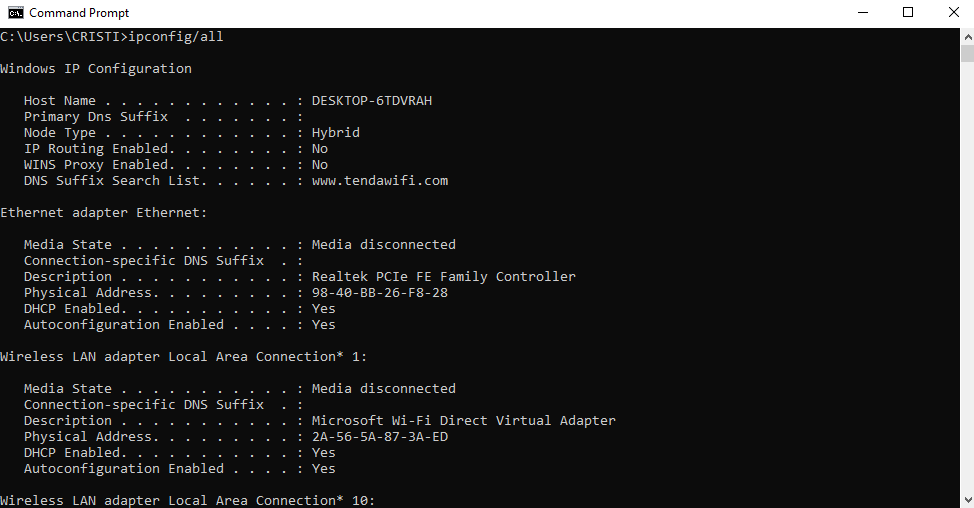 Command Prompt
C:\Users\CRISTI>ipconfig/all
Windows IP Configuration
   Host Name . . . . . . . . . . . . : DESKTOP-6TDVRAH
   Primary Dns Suffix  . . . . . . . :
   Node Type . . . . . . . . . . . . : Hybrid
   IP Routing Enabled. . . . . . . . : No
   WINS Proxy Enabled. . . . . . . . : No
   DNS Suffix Search List. . . . . . : www.tendawifi.com
Ethernet adapter Ethernet:
   Media State . . . . . . . . . . . : Media disconnected
   Connection-specific DNS Suffix  . :
   Description . . . . . . . . . . . : Realtek PCIe FE Family Controller
   Physical Address. . . . . . . . . : 98-40-BB-26-F8-28
   DHCP Enabled. . . . . . . . . . . : Yes
   Autoconfiguration Enabled . . . . : Yes
Wireless LAN adapter Local Area Connection* 1:
   Media State . . . . . . . . . . . : Media disconnected
   Connection-specific DNS Suffix  . :
   Description . . . . . . . . . . . : Microsoft Wi-Fi Direct Virtual Adapter
   Physical Address. . . . . . . . . : 2A-56-5A-87-3A-ED
   DHCP Enabled. . . . . . . . . . . : Yes
   Autoconfiguration Enabled . . . . : Yes
Wireless LAN adapter Local Area Connection* 10: